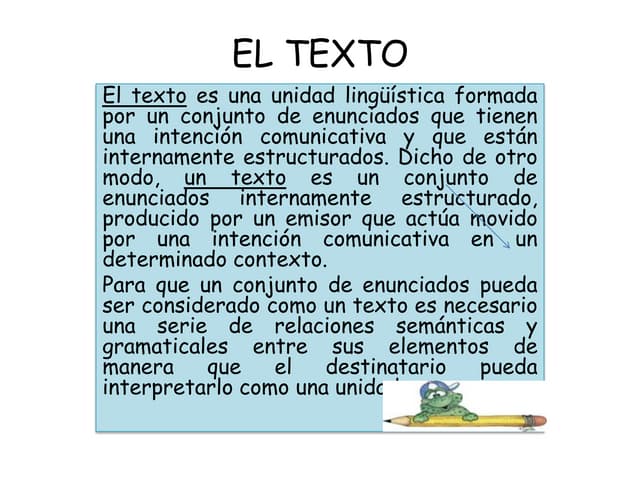 EL TEXTO
El texto es una unidad lingüística formada
por un conjunto de enunciados que tienen
una intención comunicativa y que están
internamente estructurados. Dicho de otro
modo, un texto es un conjunto de
enunciados internamente estructurado,
producido por un emisor que actúa movido
por una intención comunicativa en un
determinado contexto.
Para que un conjunto de enunciados pueda
ser considerado como un texto es necesario
una serie de relaciones semánticas y
gramaticales entre sus elementos de
manera que el destinatario pueda
interpretarlo como una